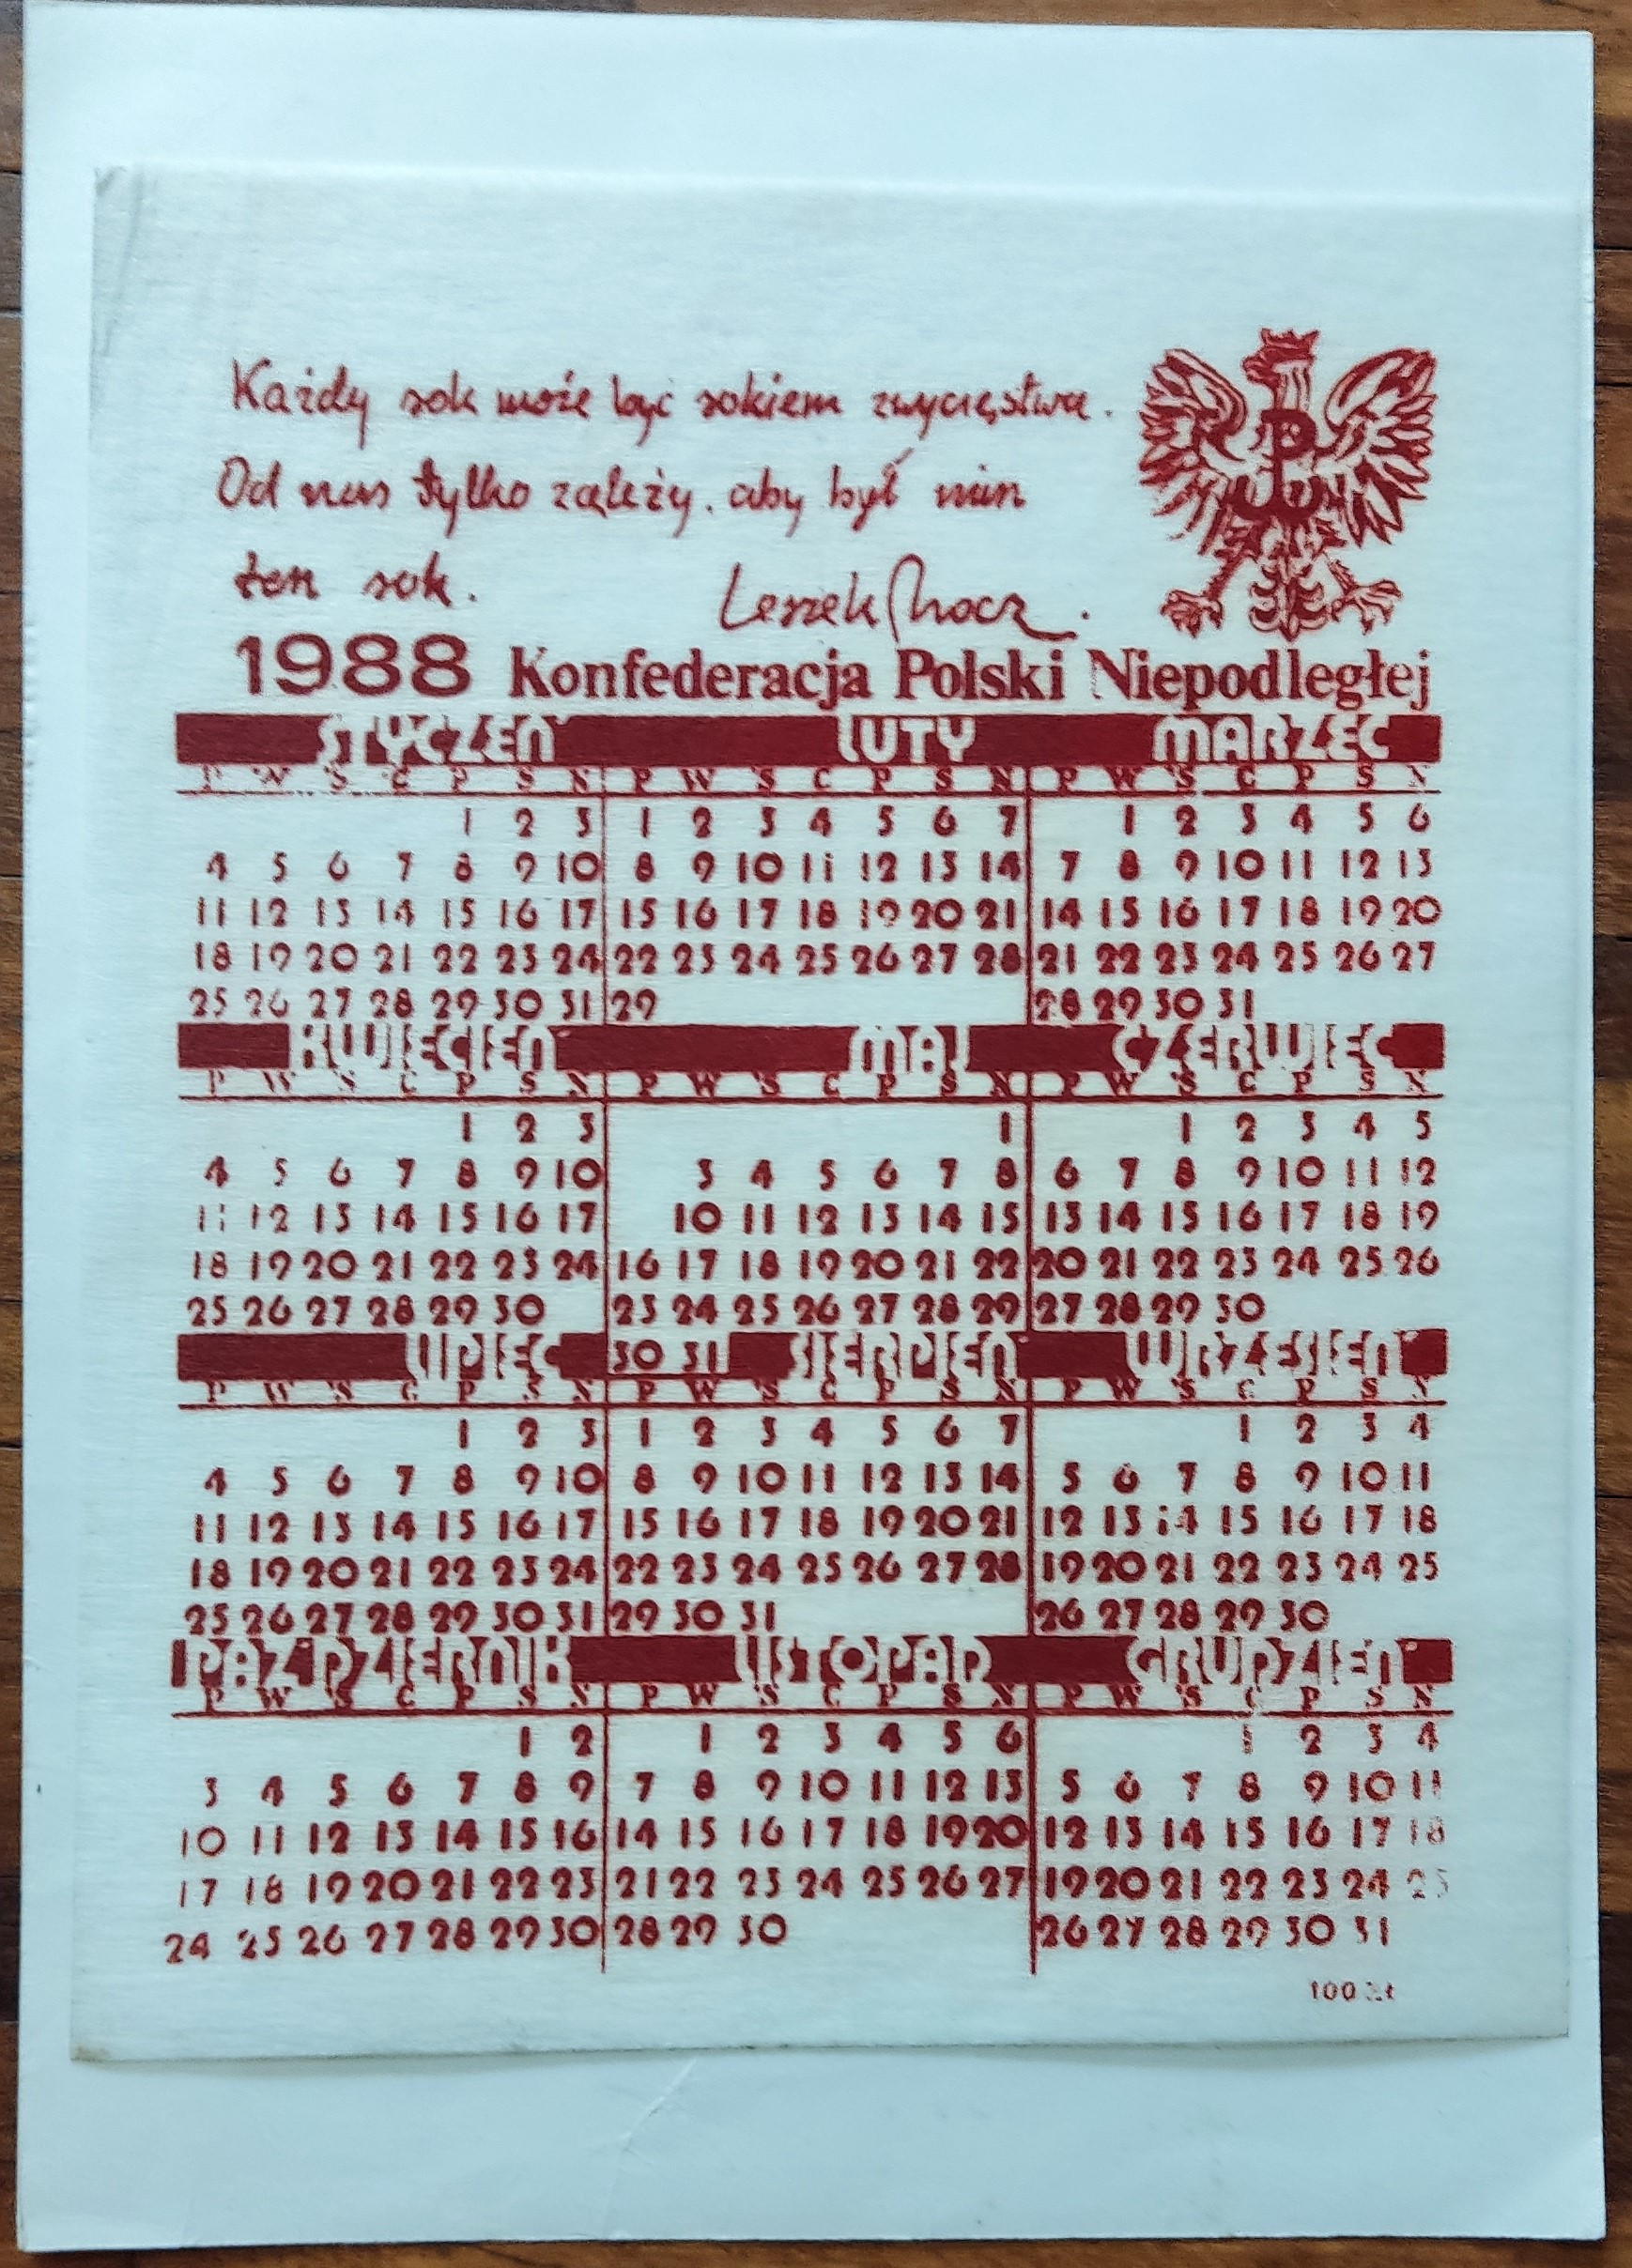 Każdy rok może być rokiem zwycięstwa.
Od nas tylko zależy, aby był nim
ten rok. Leszek Mocz.
P W
1988 Konfederacja Polski Niepodległej
STYCZEŃ LUTY MARZEC
P W Ś C P S N P W Ś C P S N P W Ś C P S N
1 2 3 1 2 3 4 5 6 7 1 2 3 4 5 6
4 5 6 7 8 9 10 8 9 10 11 12 13 14 7 8 9 10 11 12 13
11 12 13 14 15 16 17 15 16 17 18 19 20 21 14 15 16 17 18 19 20
18 19 20 21 22 23 24 22 23 24 25 26 27 28 21 22 23 24 25 26 27
25 26 27 28 29 30 31 29 28 29 30 31
KWIECIEŃ MAJ CZERWIEC
P W Ś C P S N P W Ś C P S N P W Ś C P S N
1 2 3 1 1 2 3 4 5
4 5 6 7 8 9 10 3 4 5 6 7 8 6 7 8 9 10 11 12
11 12 13 14 15 16 17 10 11 12 13 14 15 13 14 15 16 17 18 19
18 19 20 21 22 23 24 16 17 18 19 20 21 22 20 21 22 23 24 25 26
25 26 27 28 29 30 23 24 25 26 27 28 29 27 28 29 30
LIPIEC 30 31 SIERPIEŃ WRZESIEŃ
P W Ś C P S N P W Ś C P S N P W Ś C P S N
1 2 3 1 2 3 4 5 6 7 1 2 3 4
4 5 6 7 8 9 10 8 9 10 11 12 13 14 5 6 7 8 9 10 11
11 12 13 14 15 16 17 15 16 17 18 19 20 21 12 13 14 15 16 17 18
18 19 20 21 22 23 24 22 23 24 25 26 27 28 19 20 21 22 23 24 25
25 26 27 28 29 30 31 29 30 31 26 27 28 29 30
PAŹDZIERNIK LISTOPAD GRUDZIEŃ
P W Ś C P S N P W Ś C P S N P W Ś C P S N
1 2 1 2 3 4 5 6 1 2 3 4
3 4 5 6 7 8 9 7 8 9 10 11 12 13 5 6 7 8 9 10 11
10 11 12 13 14 15 16 14 15 16 17 18 19 20 12 13 14 15 16 17 18
17 18 19 20 21 22 23 21 22 23 24 25 26 27 19 20 21 22 23 24 25
24 25 26 27 28 29 30 28 29 30 26 27 28 29 30 31
100 zł